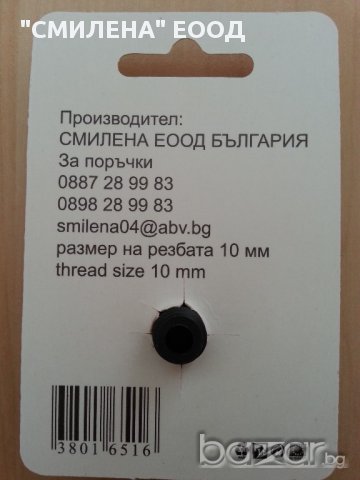 "СМИЛЕНА" ЕООД
Производител:
СМИЛЕНА ЕООД БЪЛГАРИЯ
За поръчки
0887 28 99 83
0898 28 99 83
smilena04@abv.bg
размер на резбата 10 мм
thread size 10 mm
3801 6516
bazar.bg